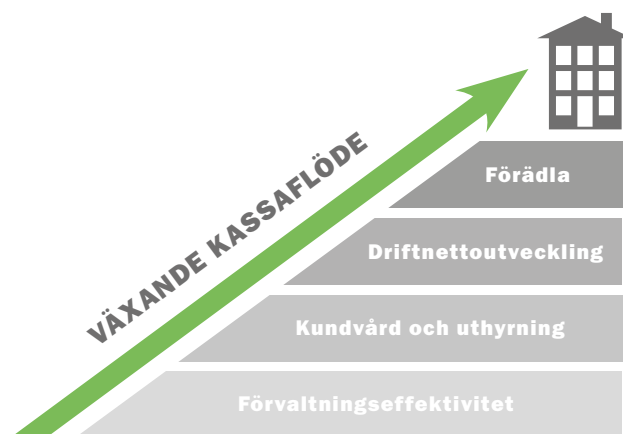 VÄXANDE KASSAFLÖDE
Förädla
Driftnettoutveckling
Kundvård och uthyrning
Förvaltningseffektivitet